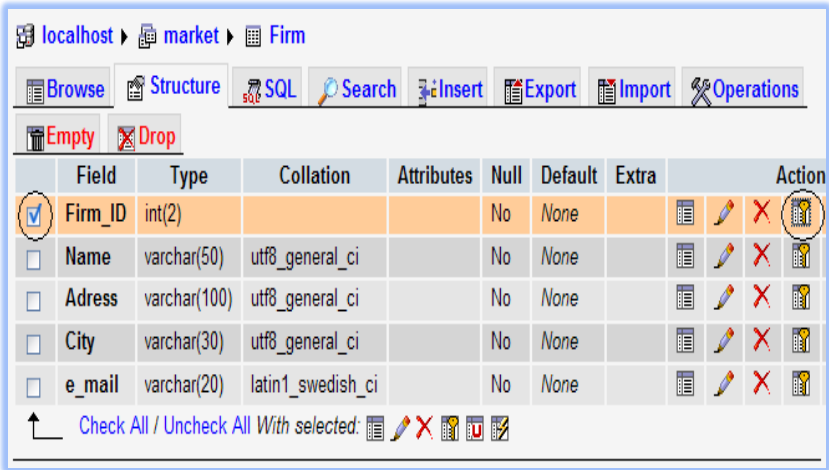 localhost market Firm
Browse Structure SQL Search Insert Export Import Operations
Empty Drop
Field Type Collation Attributes Null Default Extra Action
Firm_ID int(2) No None
Name varchar(50) utf8_general_ci No None
Adress varchar(100) utf8_general_ci No None
City varchar(30) utf8_general_ci No None
e_mail varchar(20) latin1_swedish_ci No None
Check All / Uncheck All With selected: